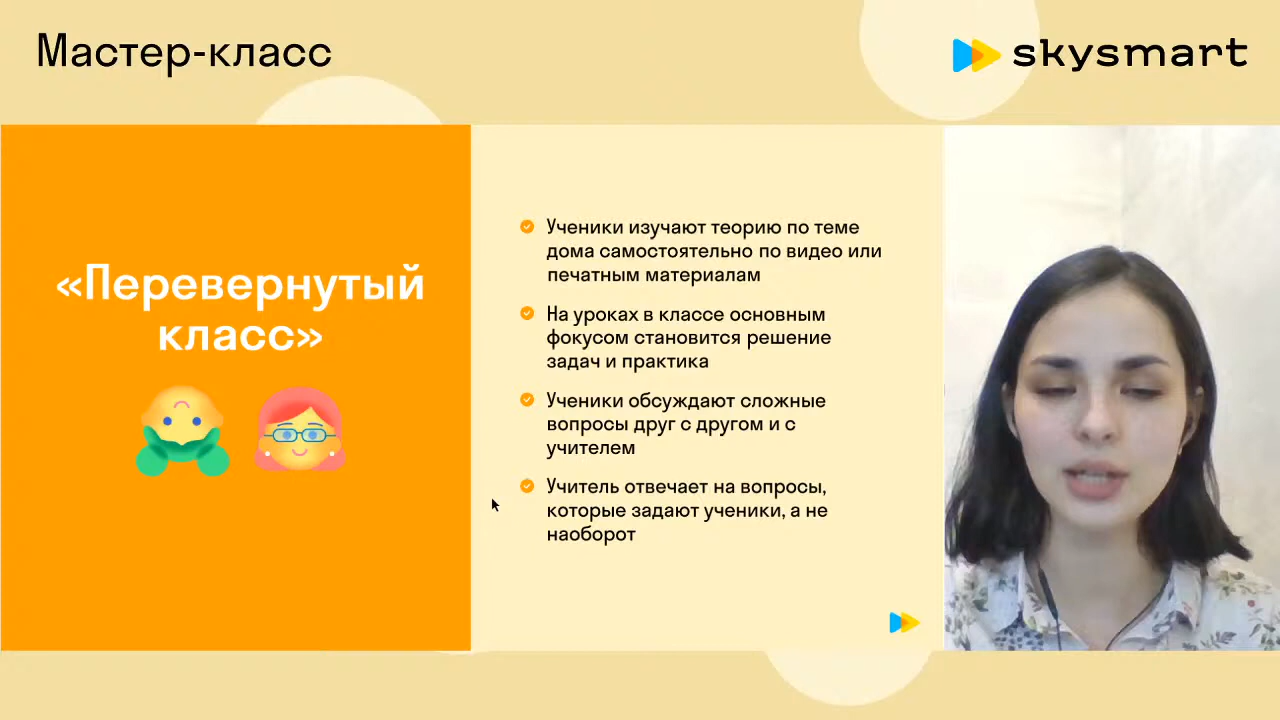 Мастер-класс
skysmart
«Перевернутый
класс»
Ученики изучают теорию по теме
дома самостоятельно по видео или
печатным материалам
На уроках в классе основным
фокусом становится решение
задач и практика
Ученики обсуждают сложные
вопросы друг с другом и с
учителем
Учитель отвечает на вопросы,
которые задают ученики, а не
наоборот